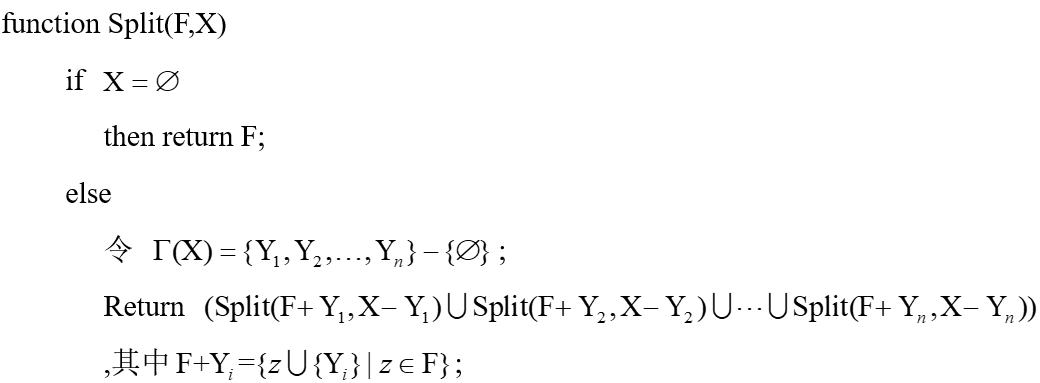 function Split(F,X)
if X = ∅
then return F;
else
令 Γ(X) = {Y₁,Y₂,…,Yₙ} − {∅} ;
Return (Split(F+ Y₁,X− Y₁)⋃Split(F+ Y₂,X− Y₂)⋃⋯⋃Split(F+ Yₙ,X− Yₙ))
,其中 F+Yᵢ={z⋃{Yᵢ} | z ∈ F} ;